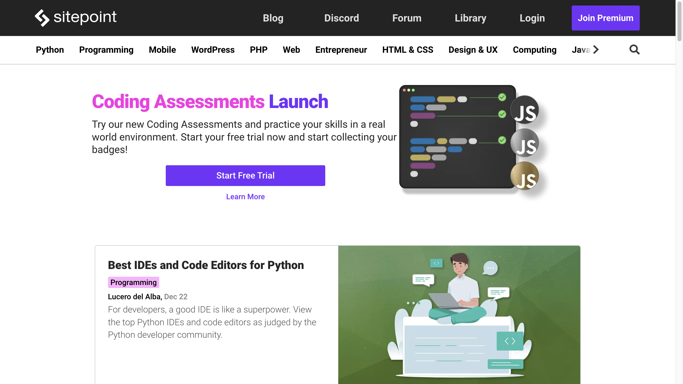 sitepoint
Blog
Discord
Forum
Library
Login
Join Premium
Python
Programming
Mobile
WordPress
PHP
Web
Entrepreneur
HTML & CSS
Design & UX
Computing
Java
Coding Assessments Launch
Try our new Coding Assessments and practice your skills in a real
world environment. Start your free trial now and start collecting your
badges!
Start Free Trial
Learn More
JS
JS
JS
Best IDEs and Code Editors for Python
Programming
Lucero del Alba, Dec 22
For developers, a good IDE is like a superpower. View
the top Python IDEs and code editors as judged by the
Python developer community.